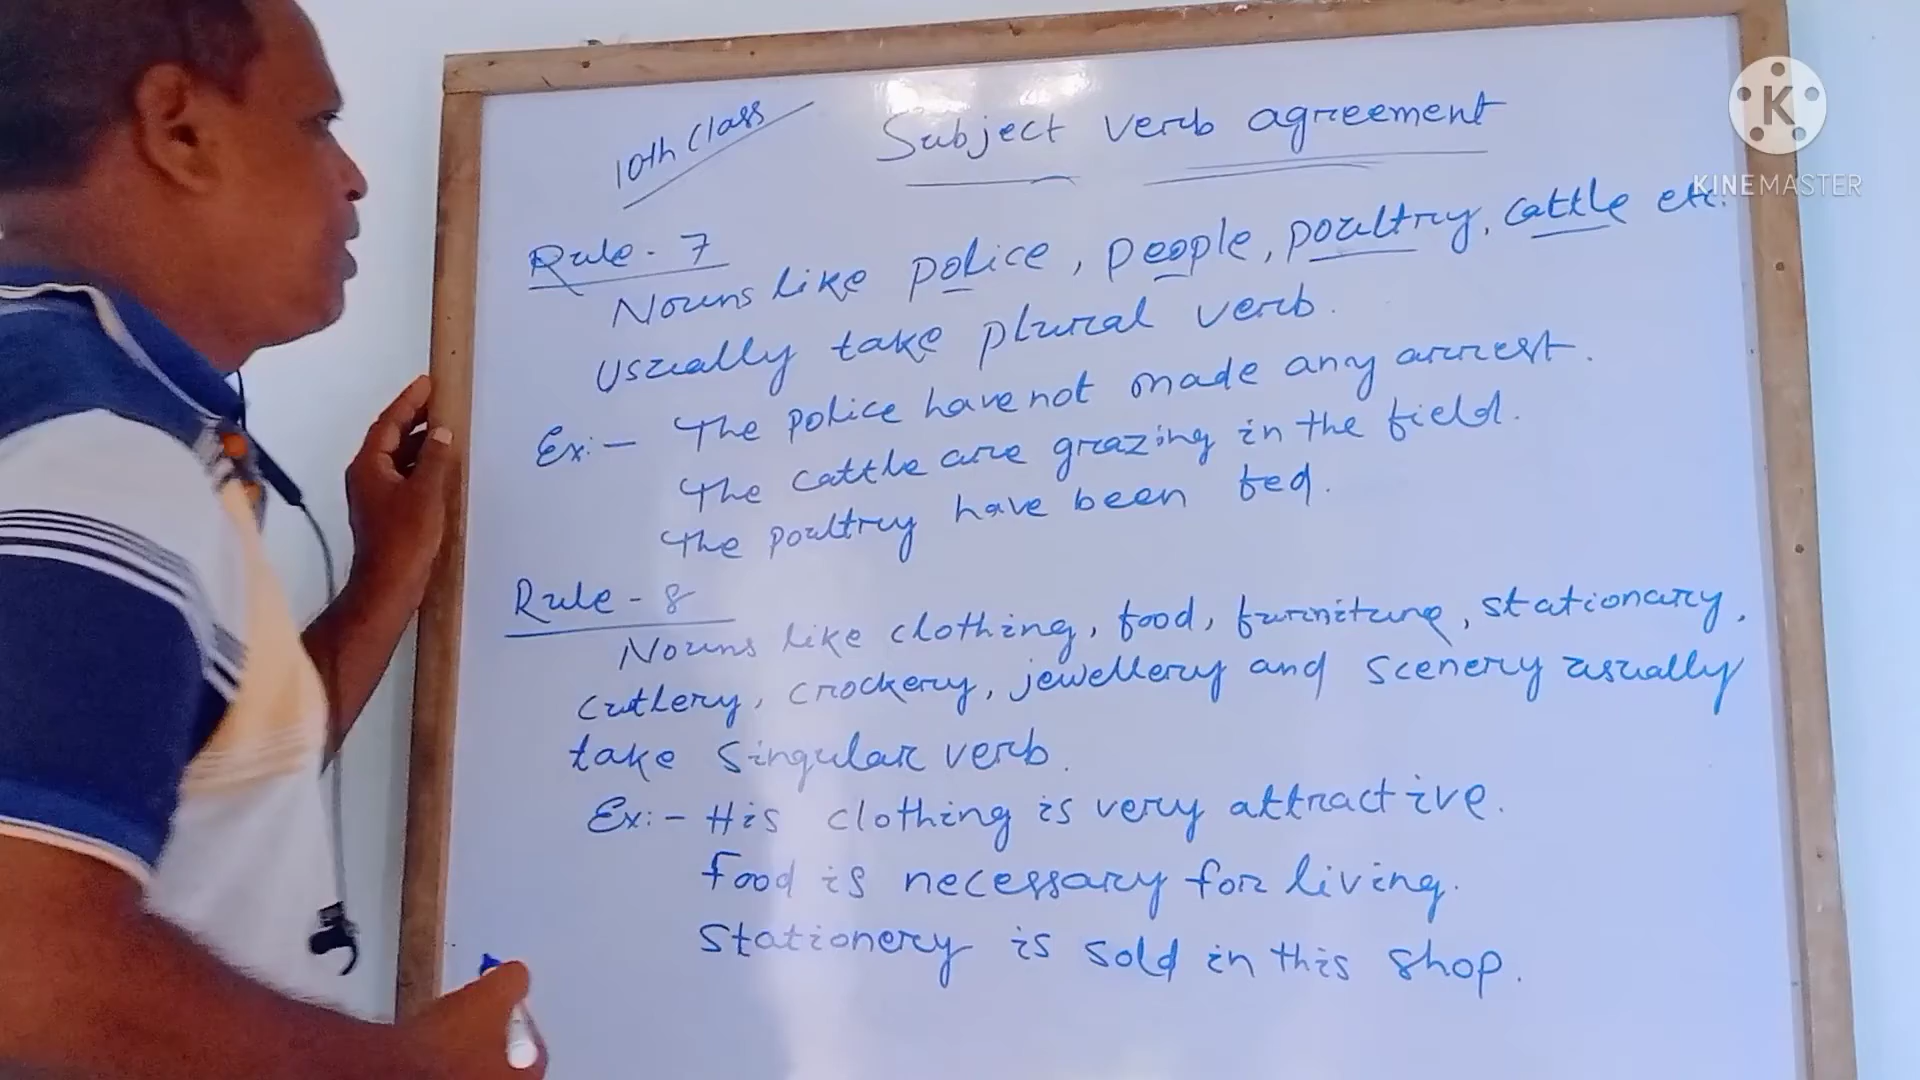 10th Class
Subject verb agreement
K
KINEMASTER
Rule - 7
Nouns like police, people, poultry, cattle etc.
Usually take plural verb.
Ex:- The police have not made any arrest.
The cattle are grazing in the field.
The poultry have been fed.
Rule - 8
Nouns like clothing, food, furniture, stationary,
cutlery, crockery, jewellery and scenery usually
take singular verb.
Ex:- His clothing is very attractive.
Food is necessary for living.
Stationery is sold in this shop.